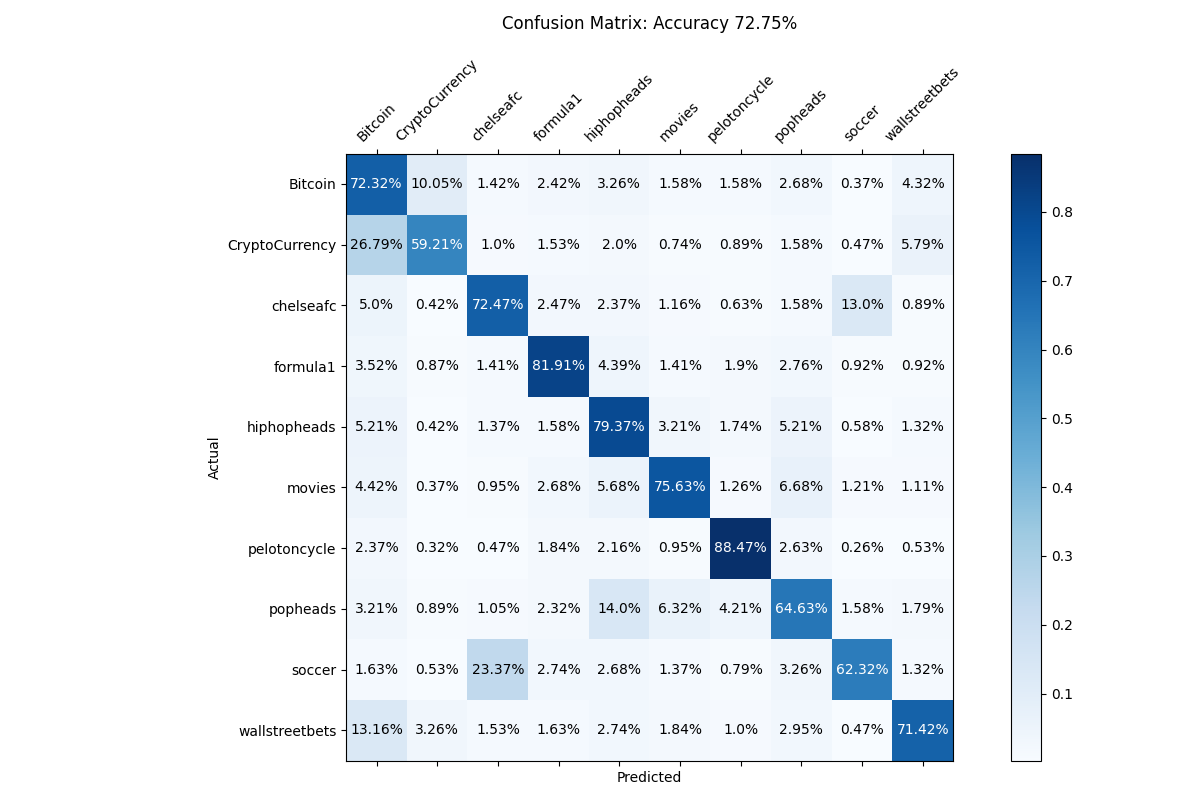 Confusion Matrix: Accuracy 72.75%
Bitcoin CryptoCurrency chelseafc formula1 hiphopheads movies pelotoncycle popheads soccer wallstreetbets
Bitcoin 72.32% 10.05% 1.42% 2.42% 3.26% 1.58% 1.58% 2.68% 0.37% 4.32%
CryptoCurrency 26.79% 59.21% 1.0% 1.53% 2.0% 0.74% 0.89% 1.58% 0.47% 5.79%
chelseafc 5.0% 0.42% 72.47% 2.47% 2.37% 1.16% 0.63% 1.58% 13.0% 0.89%
formula1 3.52% 0.87% 1.41% 81.91% 4.39% 1.41% 1.9% 2.76% 0.92% 0.92%
hiphopheads 5.21% 0.42% 1.37% 1.58% 79.37% 3.21% 1.74% 5.21% 0.58% 1.32%
movies 4.42% 0.37% 0.95% 2.68% 5.68% 75.63% 1.26% 6.68% 1.21% 1.11%
pelotoncycle 2.37% 0.32% 0.47% 1.84% 2.16% 0.95% 88.47% 2.63% 0.26% 0.53%
popheads 3.21% 0.89% 1.05% 2.32% 14.0% 6.32% 4.21% 64.63% 1.58% 1.79%
soccer 1.63% 0.53% 23.37% 2.74% 2.68% 1.37% 0.79% 3.26% 62.32% 1.32%
wallstreetbets 13.16% 3.26% 1.53% 1.63% 2.74% 1.84% 1.0% 2.95% 0.47% 71.42%
Actual
Predicted
0.8
0.7
0.6
0.5
0.4
0.3
0.2
0.1